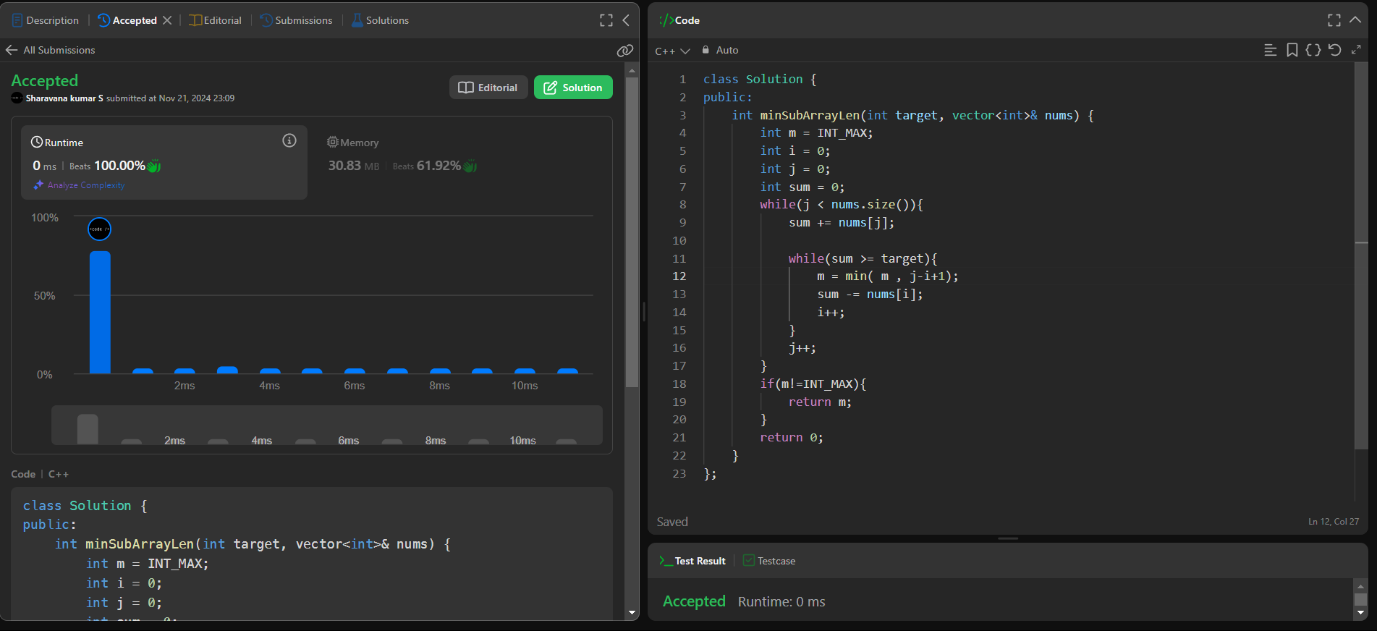 Description | Accepted × | Editorial | Submissions | Solutions
All Submissions
Accepted
Sharavana kumar S submitted at Nov 21, 2024 23:09
Editorial
Solution
Runtime
0 ms | Beats 100.00%
Analyze Complexity
Memory
30.83 MB | Beats 61.92%
100%
50%
0%
2ms 4ms 6ms 8ms 10ms
2ms 4ms 6ms 8ms 10ms
Code | C++
class Solution {
public:
    int minSubArrayLen(int target, vector<int>& nums) {
        int m = INT_MAX;
        int i = 0;
        int j = 0;
</>Code
C++ Auto
1 class Solution {
2 public:
3     int minSubArrayLen(int target, vector<int>& nums) {
4         int m = INT_MAX;
5         int i = 0;
6         int j = 0;
7         int sum = 0;
8         while(j < nums.size()){
9             sum += nums[j];
10
11             while(sum >= target){
12                 m = min( m , j-i+1);
13                 sum -= nums[i];
14                 i++;
15             }
16             j++;
17         }
18         if(m!=INT_MAX){
19             return m;
20         }
21         return 0;
22     }
23 };
Saved
Ln 12, Col 27
>_Test Result | Testcase
Accepted Runtime: 0 ms